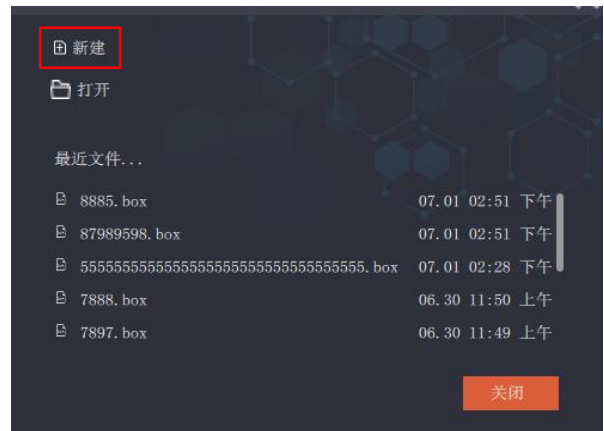 新建
打开
最近文件...
8885.box 07.01 02:51 下午
87989598.box 07.01 02:51 下午
5555555555555555555555555555555555.box 07.01 02:28 下午
7888.box 06.30 11:50 上午
7897.box 06.30 11:49 上午
关闭